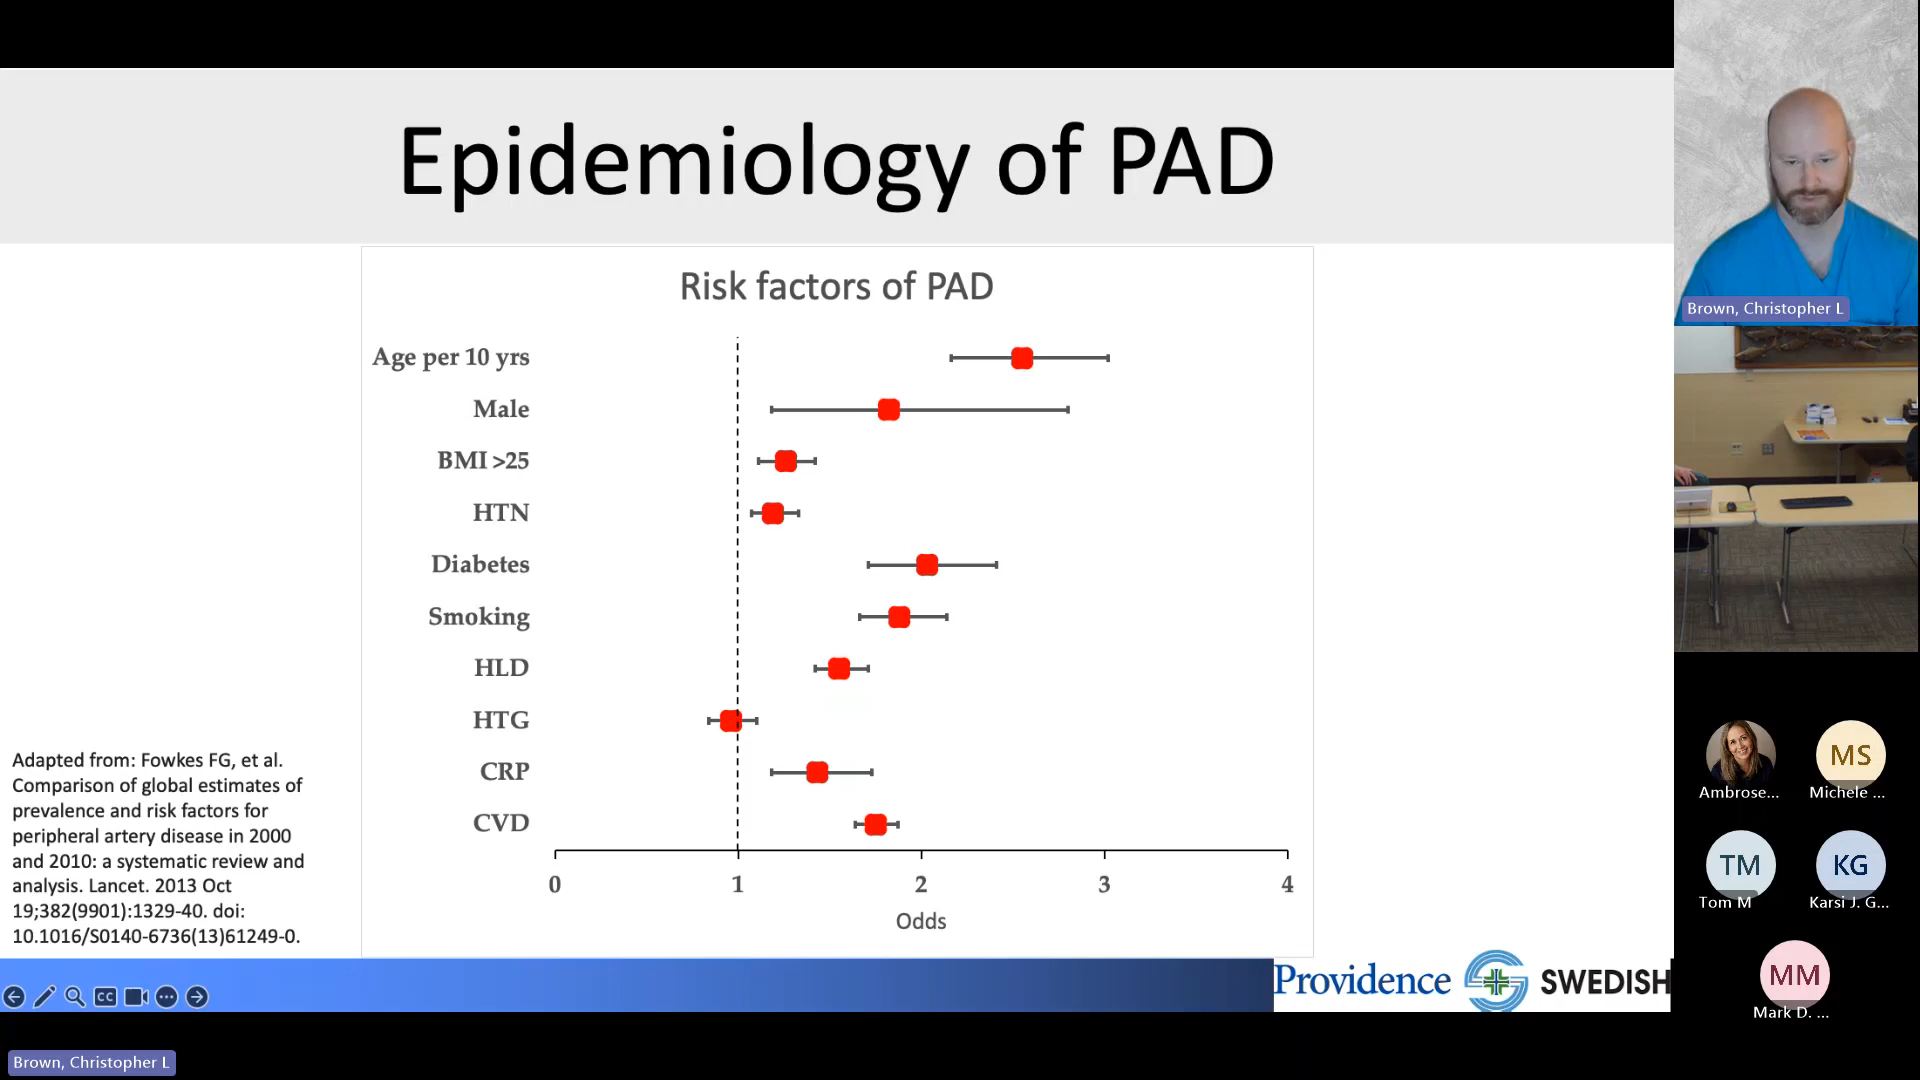 Epidemiology of PAD
Risk factors of PAD
Age per 10 yrs
Male
BMI >25
HTN
Diabetes
Smoking
HLD
HTG
CRP
CVD
0 1 2 3 4
Odds
Adapted from: Fowkes FG, et al.
Comparison of global estimates of
prevalence and risk factors for
peripheral artery disease in 2000
and 2010: a systematic review and
analysis. Lancet. 2013 Oct
19;382(9901):1329-40. doi:
10.1016/S0140-6736(13)61249-0.
CC
Providence SWEDISH
Brown, Christopher L
Brown, Christopher L
Ambrose...
MS
Michele ...
TM
Tom M
KG
Karsi J. G...
MM
Mark D. ...